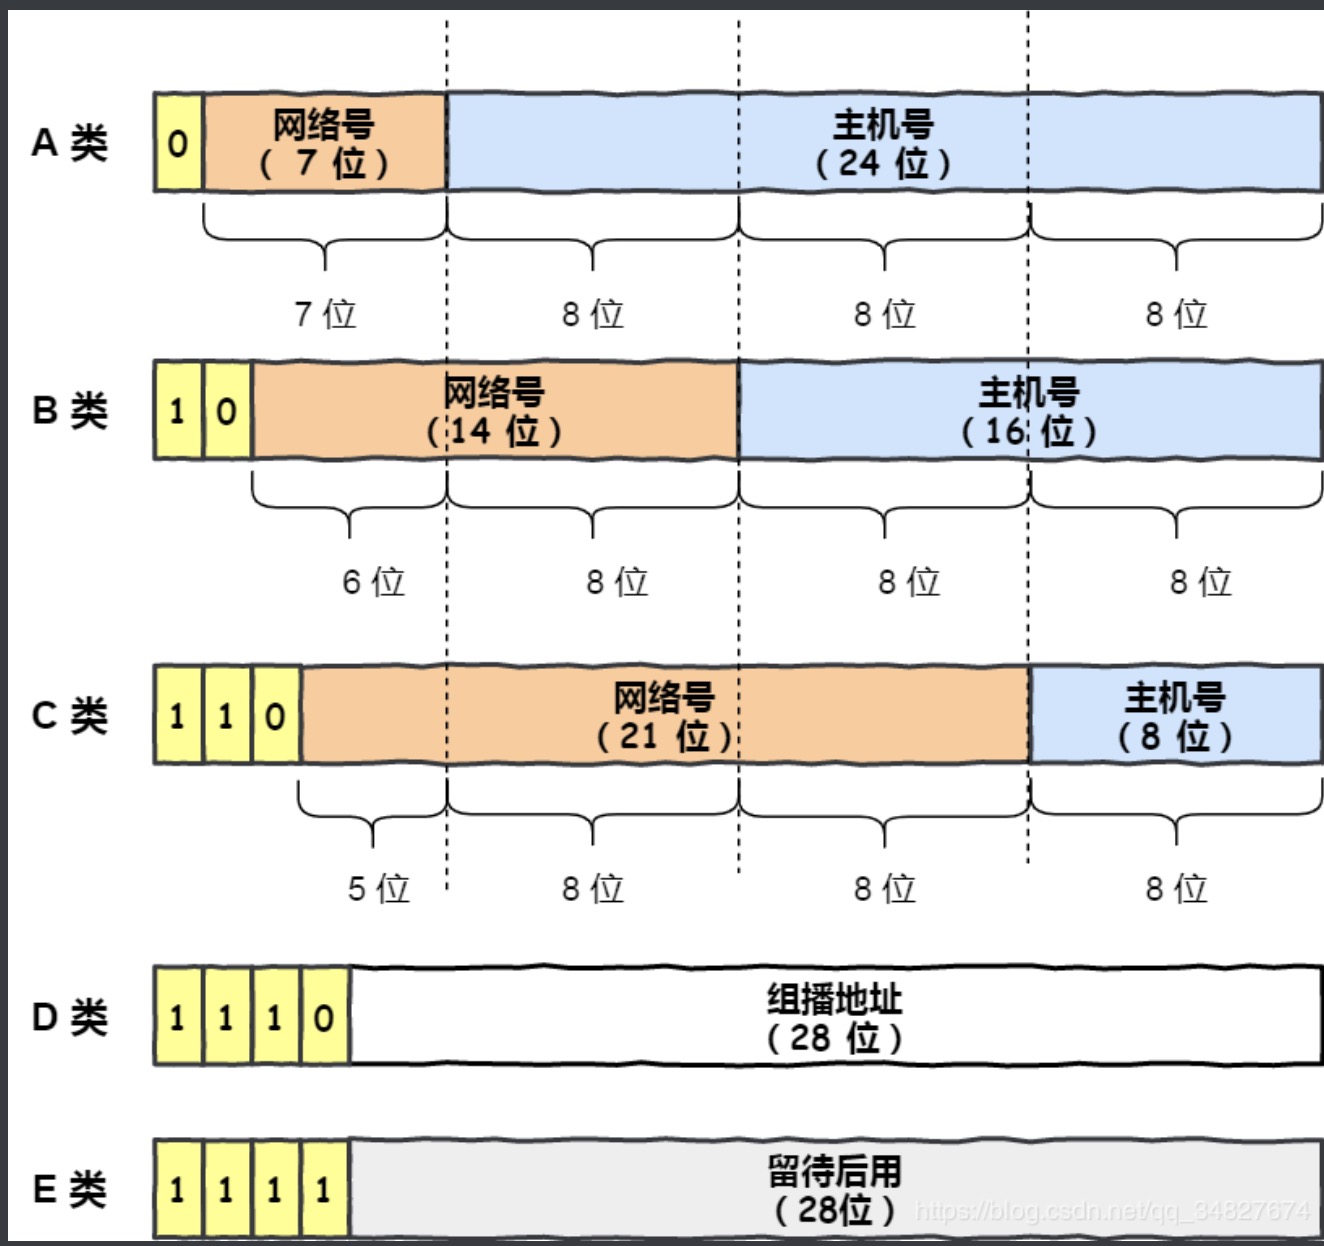 A 类
0
网络号
( 7 位 )
主机号
( 24 位 )
7 位
8 位
8 位
8 位
B 类
1 0
网络号
( 14 位 )
主机号
( 16 位 )
6 位
8 位
8 位
8 位
C 类
1 1 0
网络号
( 21 位 )
主机号
( 8 位 )
5 位
8 位
8 位
8 位
D 类
1 1 1 0
组播地址
( 28 位 )
E 类
1 1 1 1
留待后用
( 28位 )
https://blog.csdn.net/qq_34827674